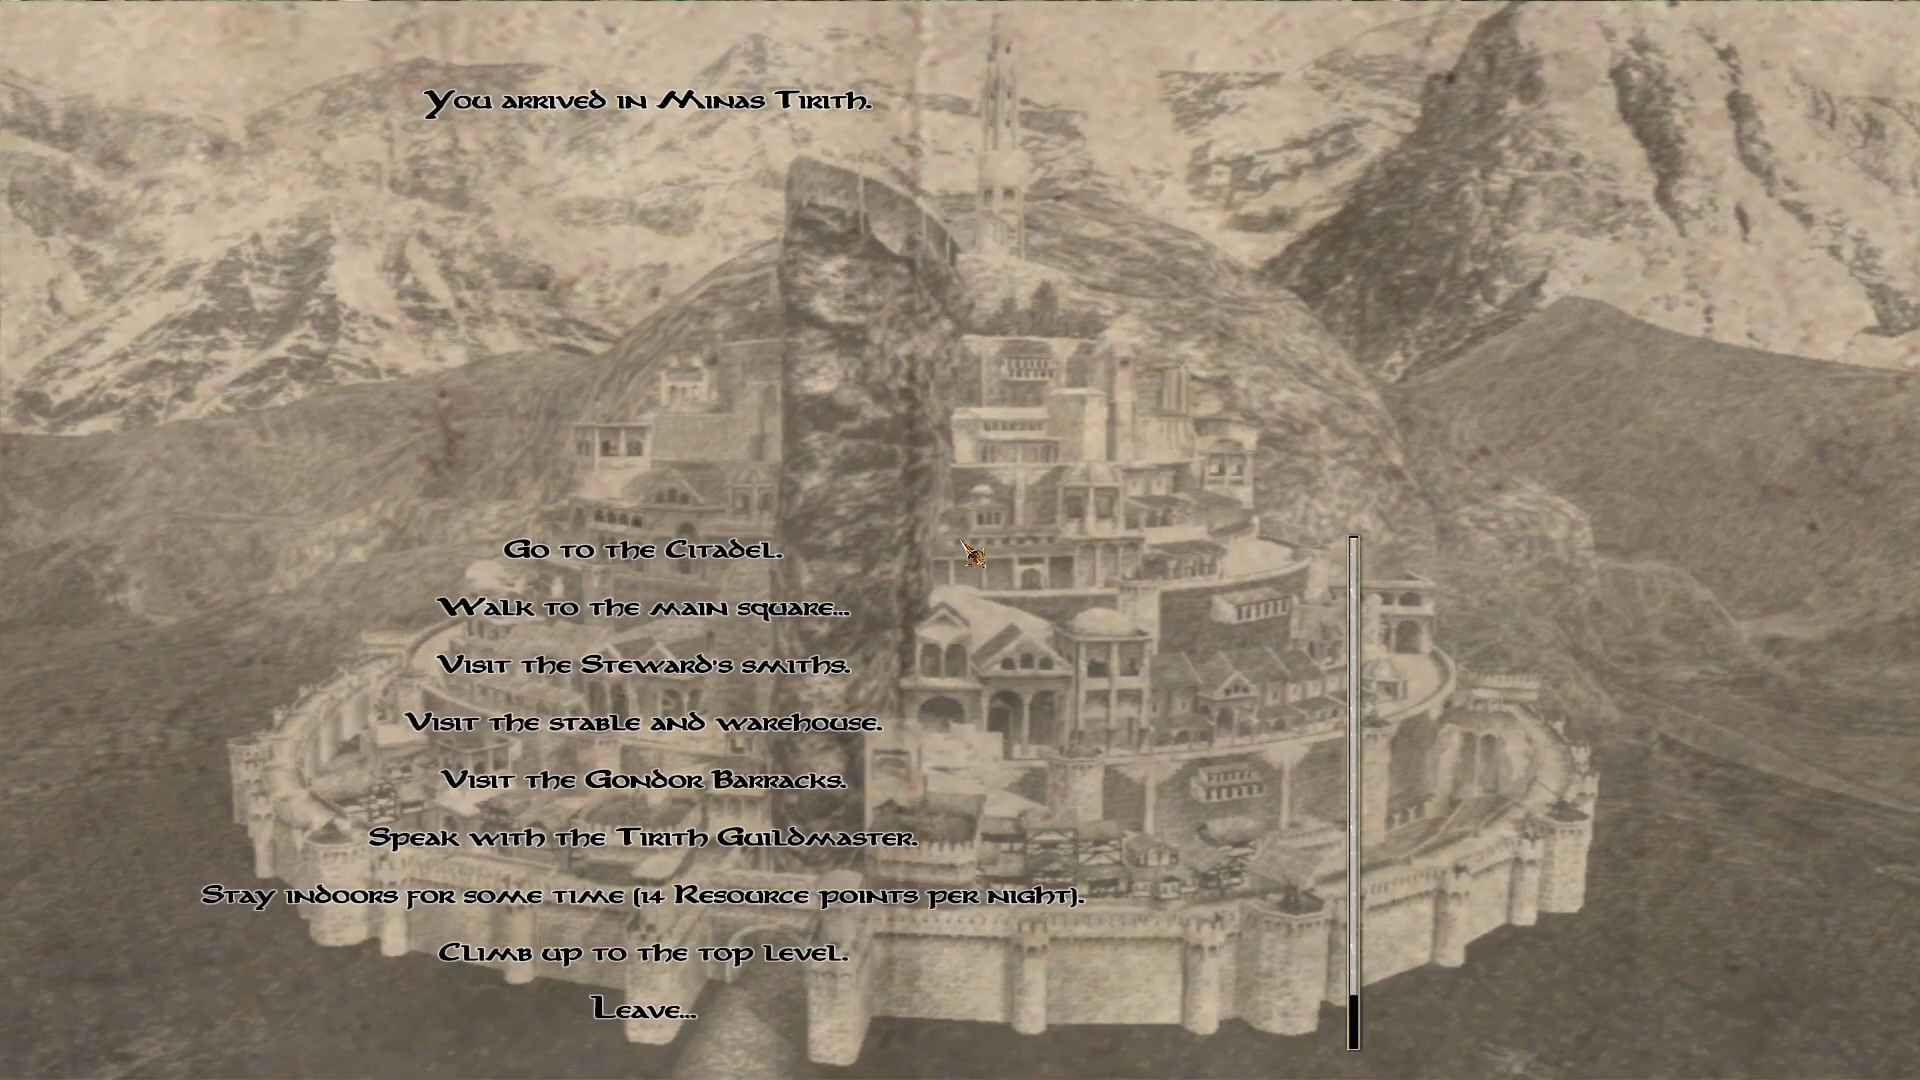 You arrived in Minas Tirith.
Go to the Citadel.
Walk to the main square...
Visit the Steward's smiths.
Visit the stable and warehouse.
Visit the Gondor Barracks.
Speak with the Tirith Guildmaster.
Stay indoors for some time (14 Resource points per night).
Climb up to the top level.
Leave...